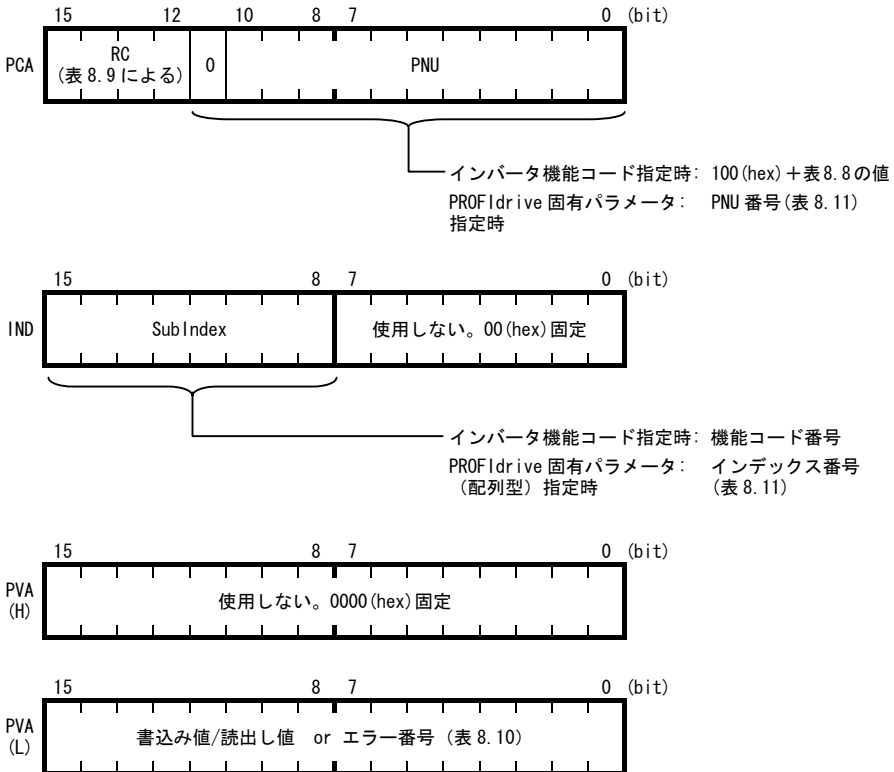 15 12 10 8 7 0 (bit)
PCA
RC
(表 8.9 による)
0
PNU
インバータ機能コード指定時: 100(hex)＋表8.8の値
PROFIdrive 固有パラメータ: PNU 番号(表 8.11)
指定時
15 8 7 0 (bit)
IND
SubIndex
使用しない。00(hex)固定
インバータ機能コード指定時: 機能コード番号
PROFIdrive 固有パラメータ: インデックス番号
(配列型) 指定時 (表 8.11)
15 8 7 0 (bit)
PVA
(H)
使用しない。0000(hex)固定
15 8 7 0 (bit)
PVA
(L)
書込み値/読出し値 or エラー番号 (表 8.10)